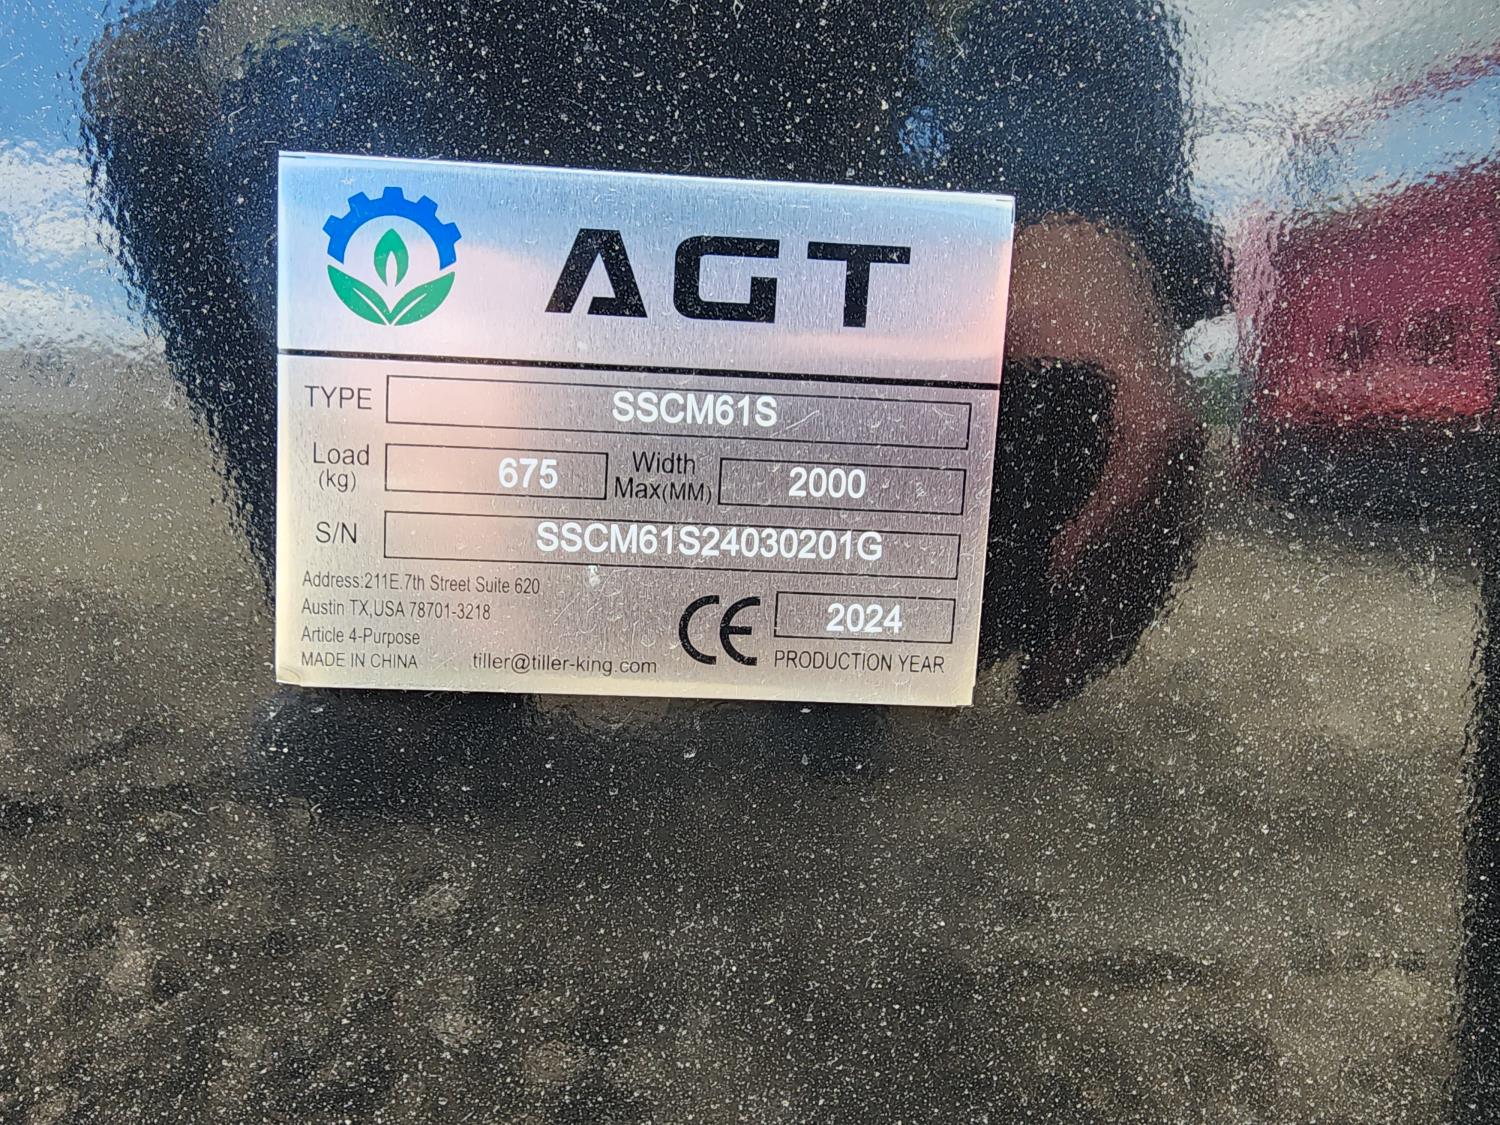 AGT
TYPE SSCM61S
Load (kg) 675 Width Max(MM) 2000
S/N SSCM61S24030201G
Address:211E.7th Street Suite 620
Austin TX,USA 78701-3218
Article 4-Purpose
MADE IN CHINA tiller@tiller-king.com
CE 2024
PRODUCTION YEAR